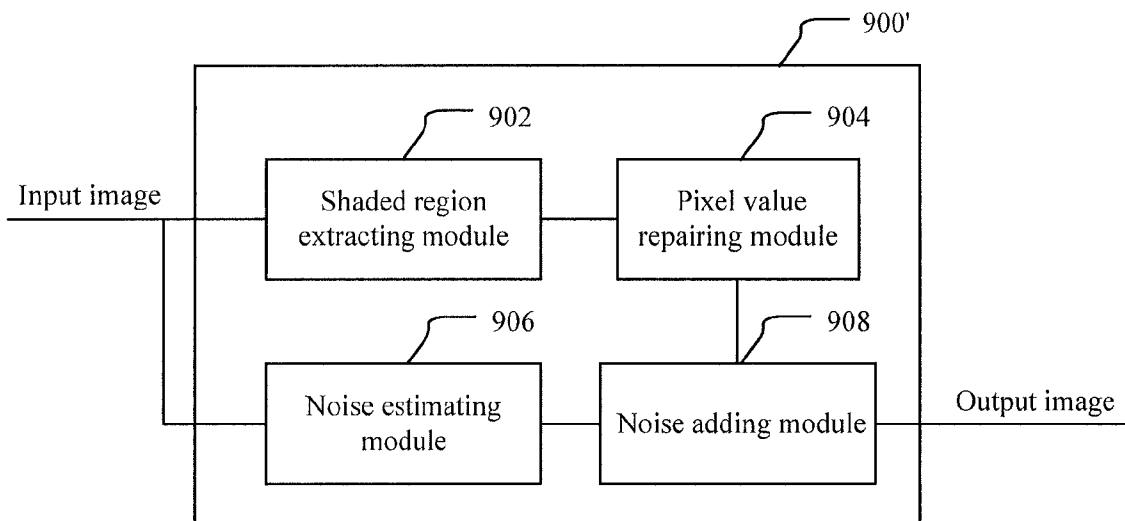 900'
902
904
Input image
Shaded region
extracting module
Pixel value
repairing module
906
908
Noise estimating
module
Noise adding module
Output image